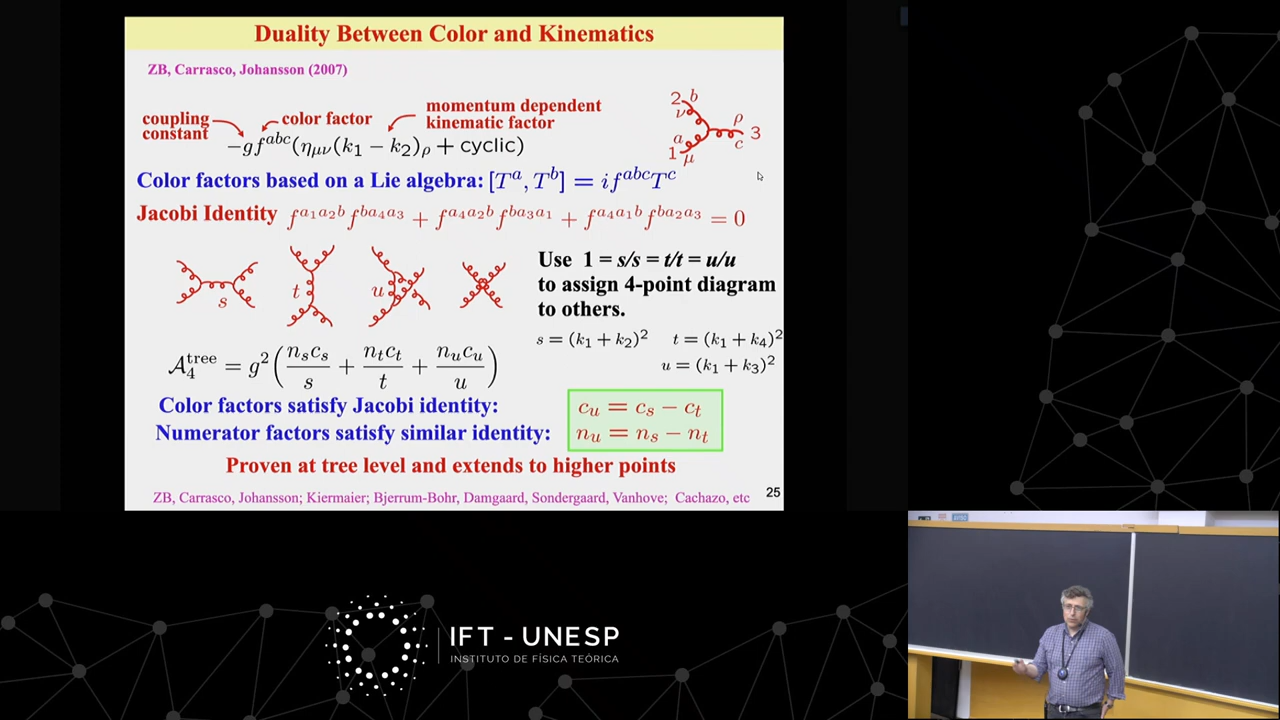 Duality Between Color and Kinematics
ZB, Carrasco, Johansson (2007)
coupling constant
color factor
momentum dependent kinematic factor
−gf^{abc}(η_{μν}(k_1 − k_2)_ρ + cyclic)
2 b
ν
ρ
a
c
3
1
μ
Color factors based on a Lie algebra: [T^a, T^b] = if^{abc}T^c
Jacobi Identity f^{a_1a_2b} f^{ba_4a_3} + f^{a_4a_2b} f^{ba_3a_1} + f^{a_4a_1b} f^{ba_2a_3} = 0
s
t
u
Use 1 = s/s = t/t = u/u
to assign 4-point diagram
to others.
s = (k_1 + k_2)^2 t = (k_1 + k_4)^2
u = (k_1 + k_3)^2
A_4^{tree} = g^2 (n_s c_s / s + n_t c_t / t + n_u c_u / u)
Color factors satisfy Jacobi identity: c_u = c_s − c_t
Numerator factors satisfy similar identity: n_u = n_s − n_t
Proven at tree level and extends to higher points
ZB, Carrasco, Johansson; Kiermaier; Bjerrum-Bohr, Damgaard, Sondergaard, Vanhove; Cachazo, etc
25
IFT - UNESP
INSTITUTO DE FÍSICA TEÓRICA